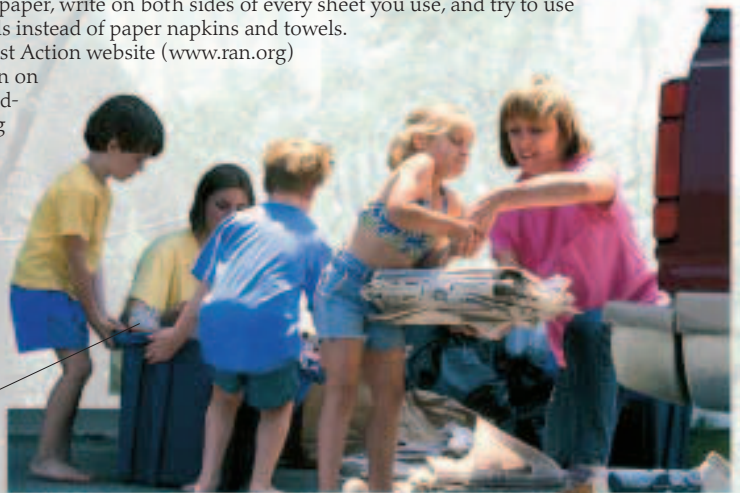 paper, write on both sides of every sheet you use, and try to use
s instead of paper napkins and towels.
st Action website (www.ran.org)
n on
d-
g